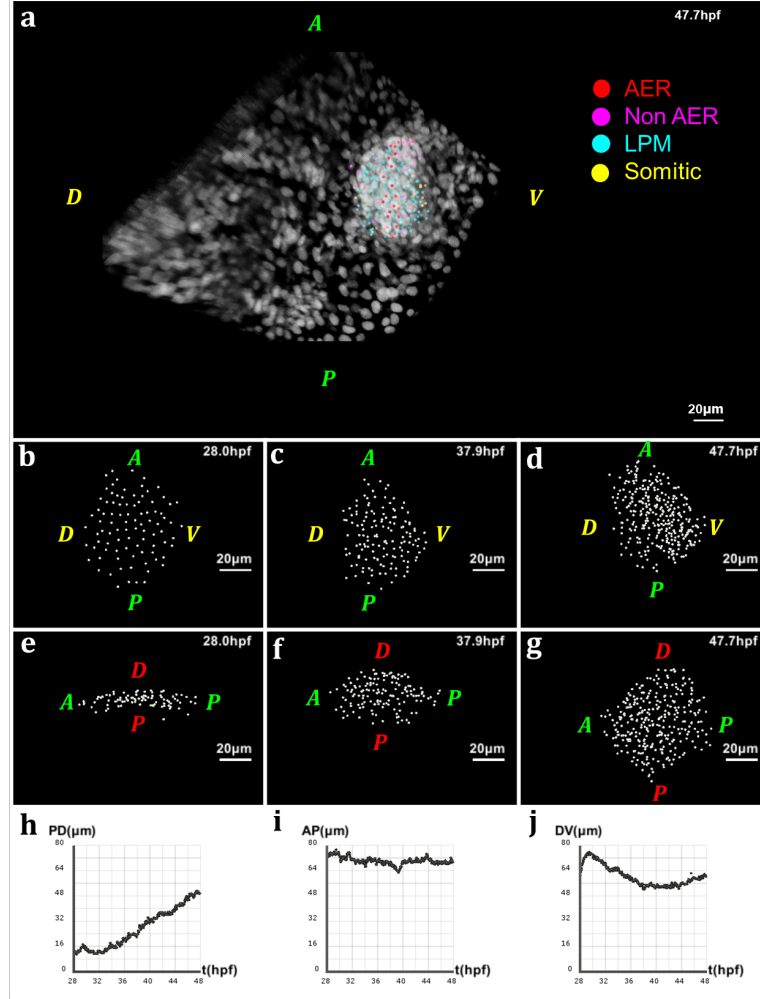 a
A
47.7hpf
AER
Non AER
LPM
Somitic
D
V
P
20μm
b
28.0hpf
A
D
V
20μm
P
c
37.9hpf
A
D
V
20μm
P
d
47.7hpf
A
D
V
20μm
P
e
28.0hpf
D
A
P
P
20μm
f
37.9hpf
D
A
P
P
20μm
g
47.7hpf
D
A
P
20μm
P
h
PD(μm)
80
64
48
32
16
0
28 32 36 40 44 48
t(hpf)
i
AP(μm)
80
64
48
32
16
0
28 32 36 40 44 48
t(hpf)
j
DV(μm)
80
64
48
32
16
0
28 32 36 40 44 48
t(hpf)